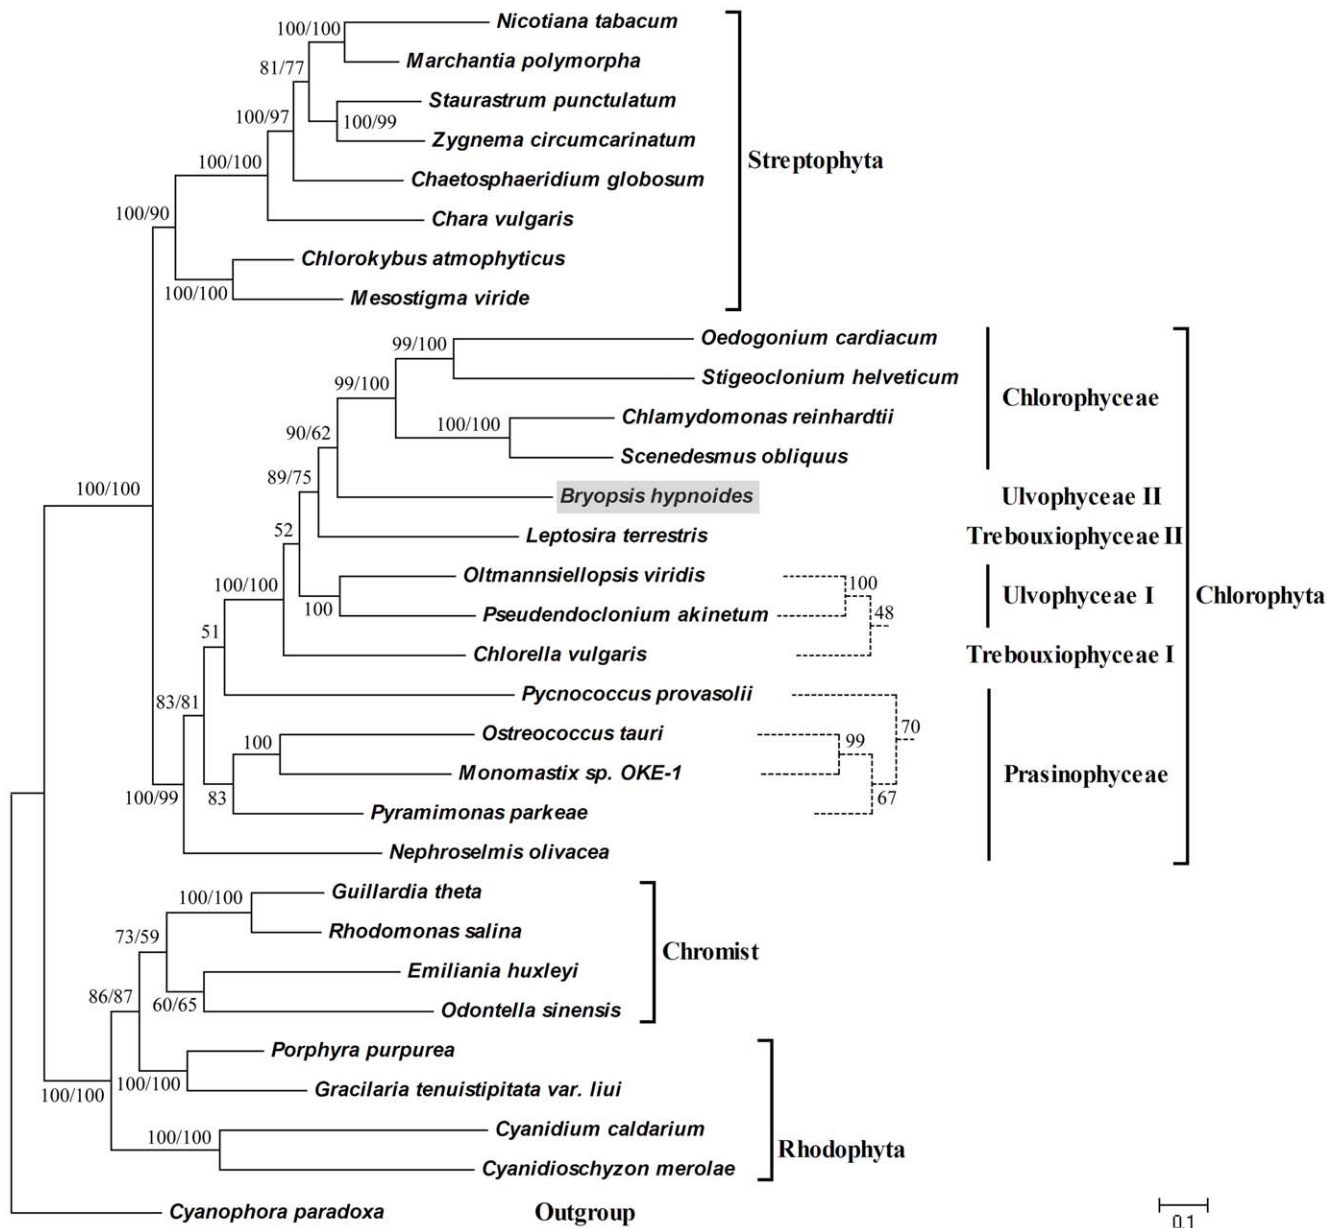 100/100
Nicotiana tabacum
Marchantia polymorpha
81/77
Staurastrum punctulatum
100/97
100/99
Zygnema circumcarinatum
Streptophyta
100/100
Chaetosphaeridium globosum
100/90
Chara vulgaris
Chlorokybus atmophyticus
100/100
Mesostigma viride
99/100
Oedogonium cardiacum
Stigeoclonium helveticum
99/100
Chlorophyceae
Chlamydomonas reinhardtii
100/100
90/62
Scenedesmus obliquus
89/75
Bryopsis hypnoides
Ulvophyceae II
100/100
52
Leptosira terrestris
Trebouxiophyceae II
Oltmannsiellopsis viridis
100
100/100
Ulvophyceae I
Chlorophyta
100
Pseudendoclonium akinetum
48
51
Chlorella vulgaris
Trebouxiophyceae I
83/81
Pycnococcus provasolii
70
100
Ostreococcus tauri
99
Monomastix sp. OKE-1
Prasinophyceae
100/99
83
67
Pyramimonas parkeae
Nephroselmis olivacea
100/100
Guillardia theta
73/59
Rhodomonas salina
Chromist
Emiliania huxleyi
86/87
60/65
Odontella sinensis
Porphyra purpurea
100/100
100/100
Gracilaria tenuistipitata var. liui
100/100
Cyanidium caldarium
Rhodophyta
Cyanidioschyzon merolae
Cyanophora paradoxa
Outgroup
0.1